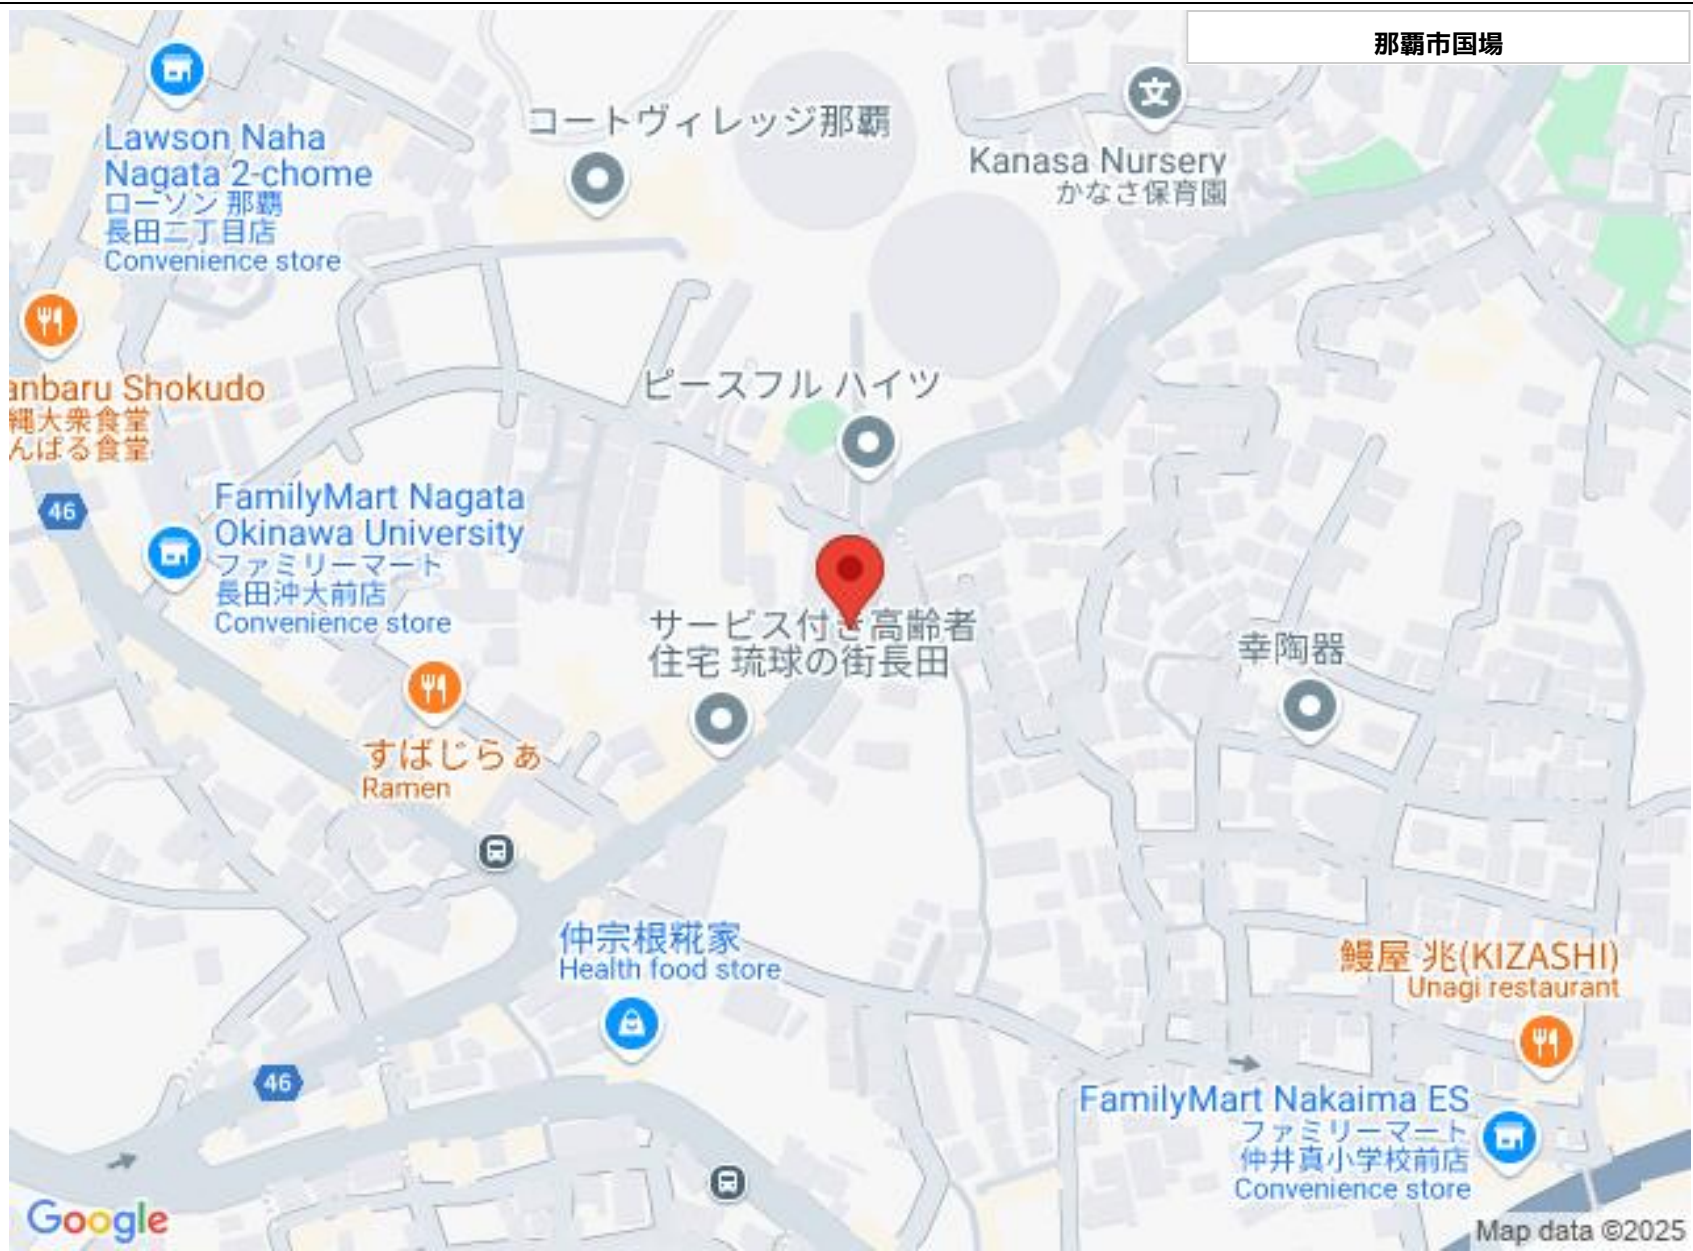 那覇市国場
コートヴィレッジ那覇
Kanasa Nursery
かなさ保育園
Lawson Naha
Nagata 2-chome
ローソン 那覇
長田二丁目店
Convenience store
ピースフル ハイツ
anbaru Shokudo
縄大衆食堂
んばる食堂
46
FamilyMart Nagata
Okinawa University
ファミリーマート
長田沖大前店
Convenience store
サービス付き高齢者
住宅 琉球の街長田
幸陶器
すばじらぁ
Ramen
仲宗根糀家
Health food store
鰻屋 兆(KIZASHI)
Unagi restaurant
46
FamilyMart Nakaima ES
ファミリーマート
仲井真小学校前店
Convenience store
Google
Map data ©2025